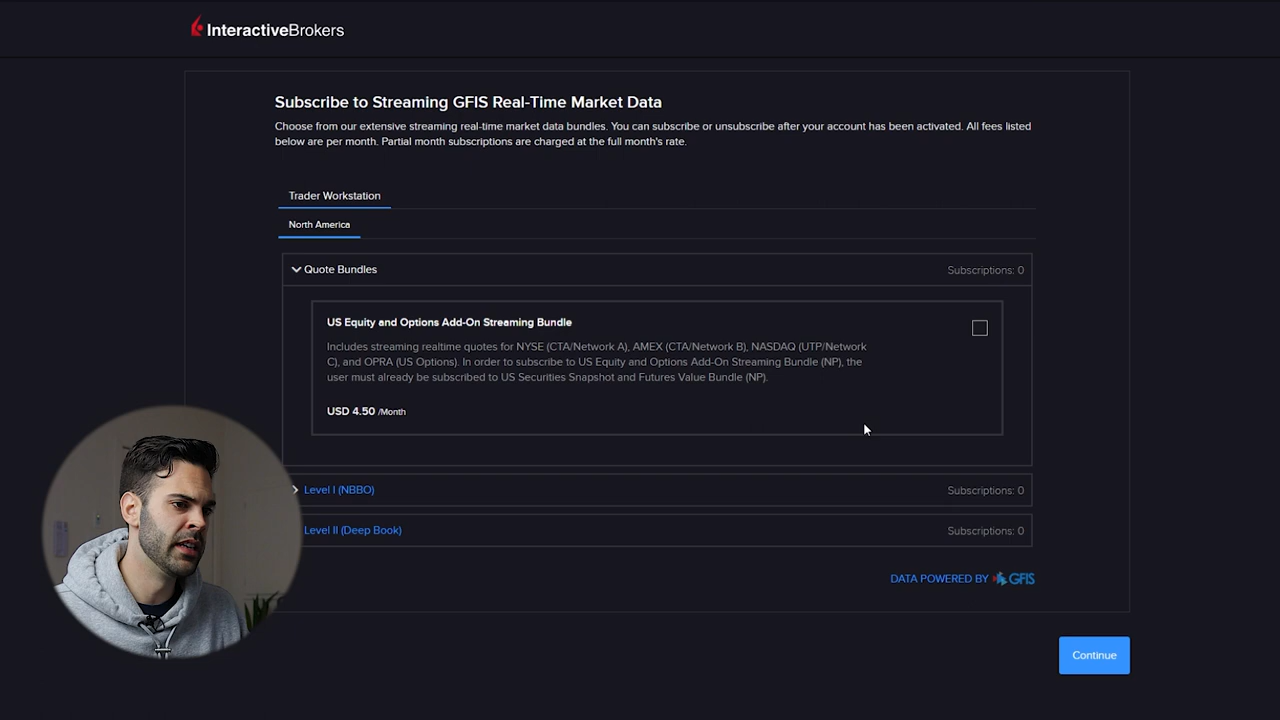 InteractiveBrokers
Subscribe to Streaming GFIS Real-Time Market Data
Choose from our extensive streaming real-time market data bundles. You can subscribe or unsubscribe after your account has been activated. All fees listed
below are per month. Partial month subscriptions are charged at the full month's rate.
Trader Workstation
North America
Quote Bundles Subscriptions: 0
US Equity and Options Add-On Streaming Bundle
Includes streaming realtime quotes for NYSE (CTA/Network A), AMEX (CTA/Network B), NASDAQ (UTP/Network
C), and OPRA (US Options). In order to subscribe to US Equity and Options Add-On Streaming Bundle (NP), the
user must already be subscribed to US Securities Snapshot and Futures Value Bundle (NP).
USD 4.50 /Month
Level I (NBBO) Subscriptions: 0
Level II (Deep Book) Subscriptions: 0
DATA POWERED BY GFIS
Continue